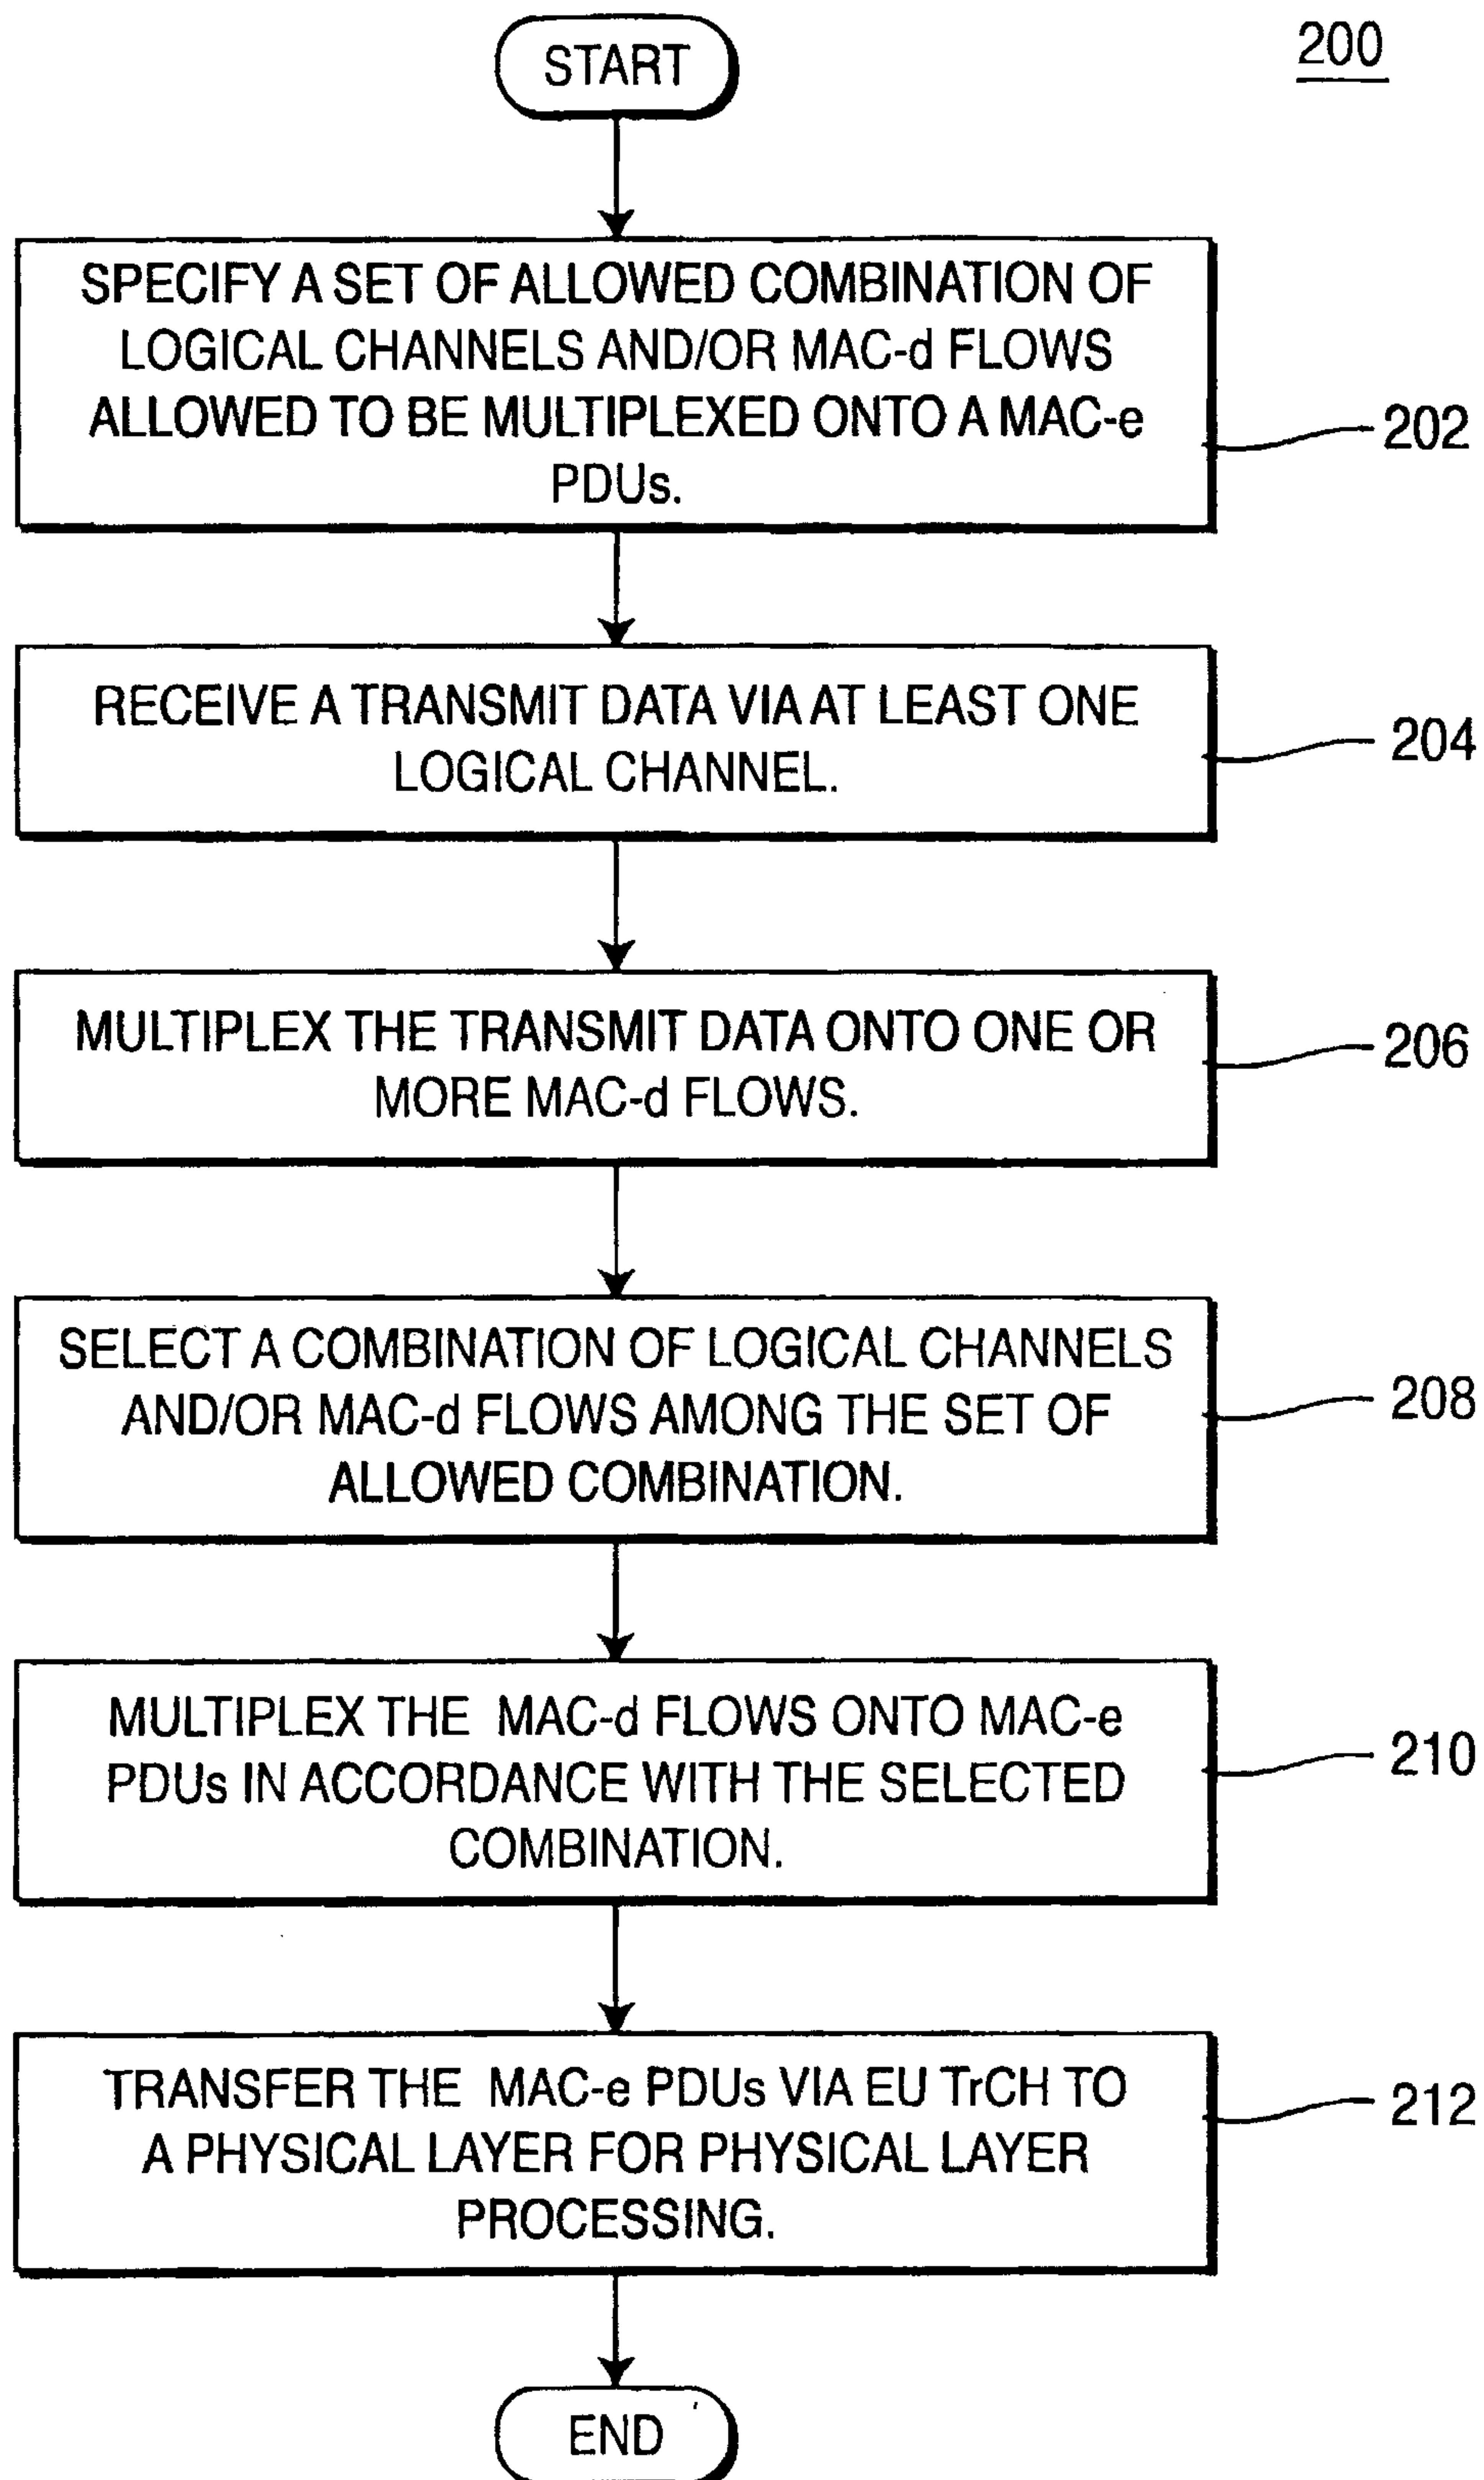 START
200
SPECIFY A SET OF ALLOWED COMBINATION OF
LOGICAL CHANNELS AND/OR MAC-d FLOWS
ALLOWED TO BE MULTIPLEXED ONTO A MAC-e
PDUs.
202
RECEIVE A TRANSMIT DATA VIA AT LEAST ONE
LOGICAL CHANNEL.
204
MULTIPLEX THE TRANSMIT DATA ONTO ONE OR
MORE MAC-d FLOWS.
206
SELECT A COMBINATION OF LOGICAL CHANNELS
AND/OR MAC-d FLOWS AMONG THE SET OF
ALLOWED COMBINATION.
208
MULTIPLEX THE MAC-d FLOWS ONTO MAC-e
PDUs IN ACCORDANCE WITH THE SELECTED
COMBINATION.
210
TRANSFER THE MAC-e PDUs VIA EU TrCH TO
A PHYSICAL LAYER FOR PHYSICAL LAYER
PROCESSING.
212
END